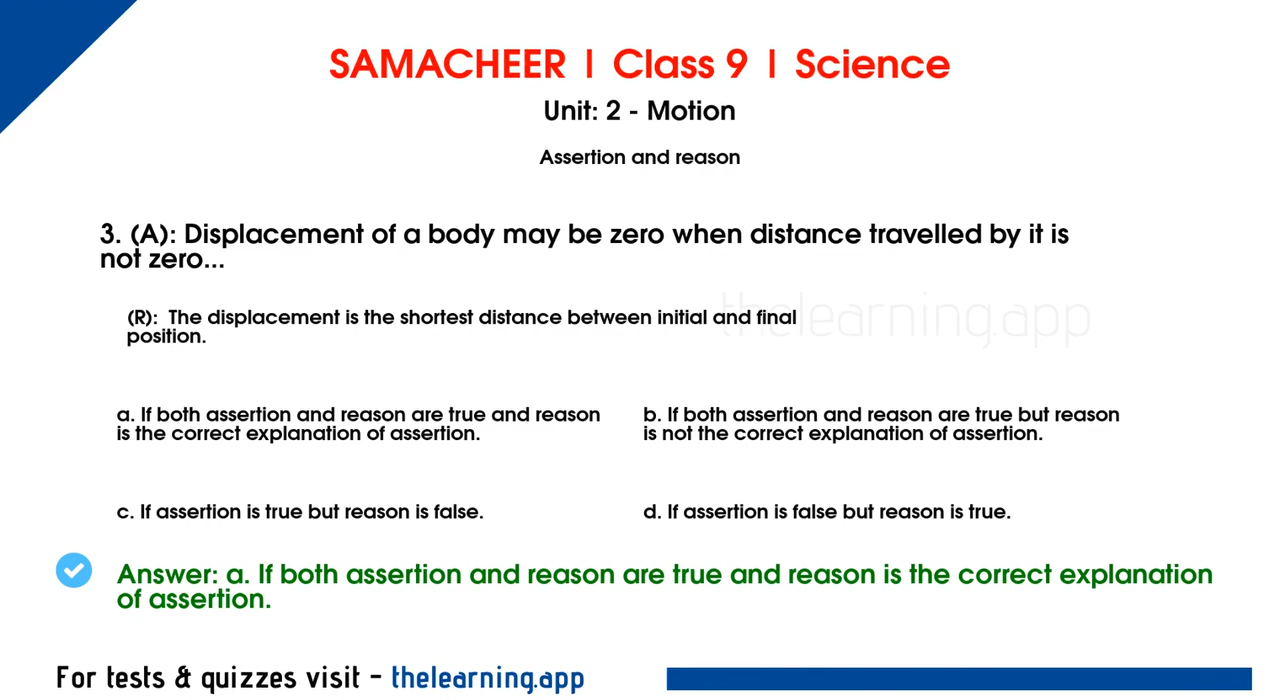 SAMACHEER | Class 9 | Science
Unit: 2 - Motion
Assertion and reason
3. (A): Displacement of a body may be zero when distance travelled by it is
not zero...
thelearning.app
(R): The displacement is the shortest distance between initial and final
position.
a. If both assertion and reason are true and reason
is the correct explanation of assertion.
b. If both assertion and reason are true but reason
is not the correct explanation of assertion.
c. If assertion is true but reason is false.
d. If assertion is false but reason is true.
Answer: a. If both assertion and reason are true and reason is the correct explanation
of assertion.
For tests & quizzes visit - thelearning.app